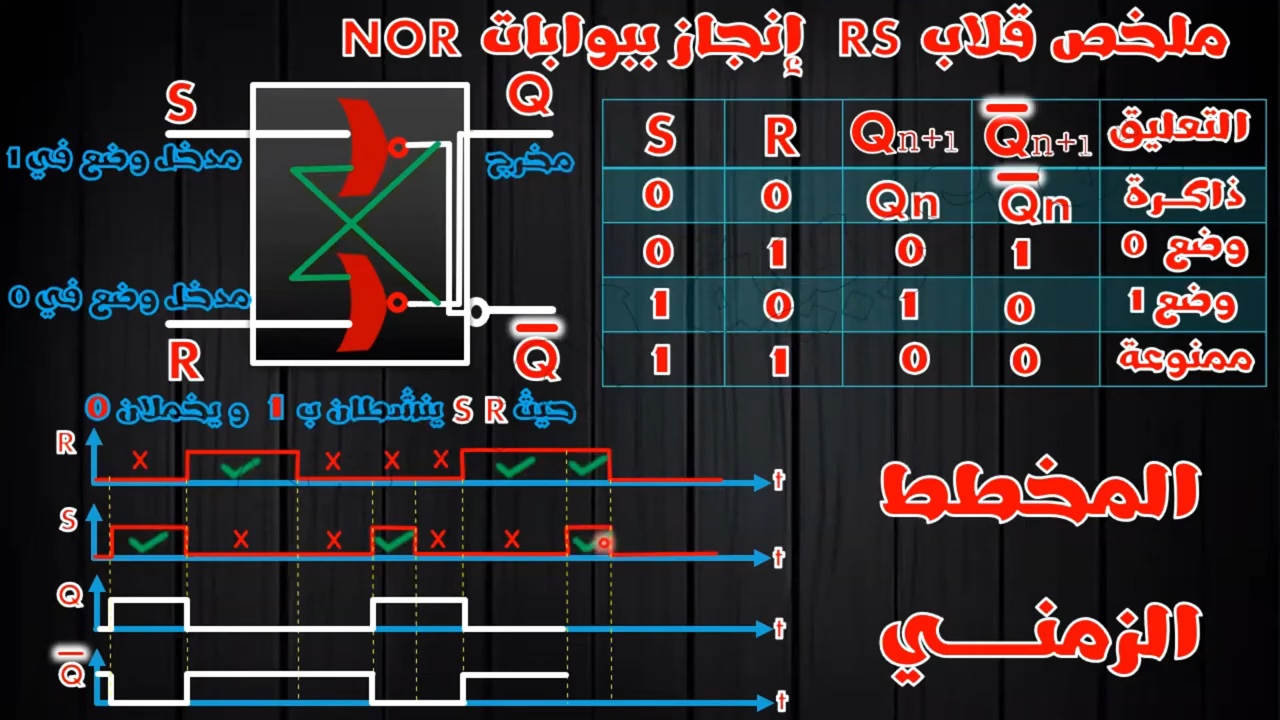 ملخص قلاب RS إنجاز ببوابات NOR
S
Q
مدخل وضع في 1
مخرج
مدخل وضع في 0
R
Q̅
S R Qn+1 Q̅n+1 التعليق
0 0 Qn Q̅n ذاكـرة
0 1 0 1 وضع 0
1 0 1 0 وضع 1
1 1 0 0 ممنوعة
حيث S R ينشطان ب 1 و يخملان 0
R x x x x t
S x x x x t
Q t
Q̅ t
المخطط
الزمنـــي